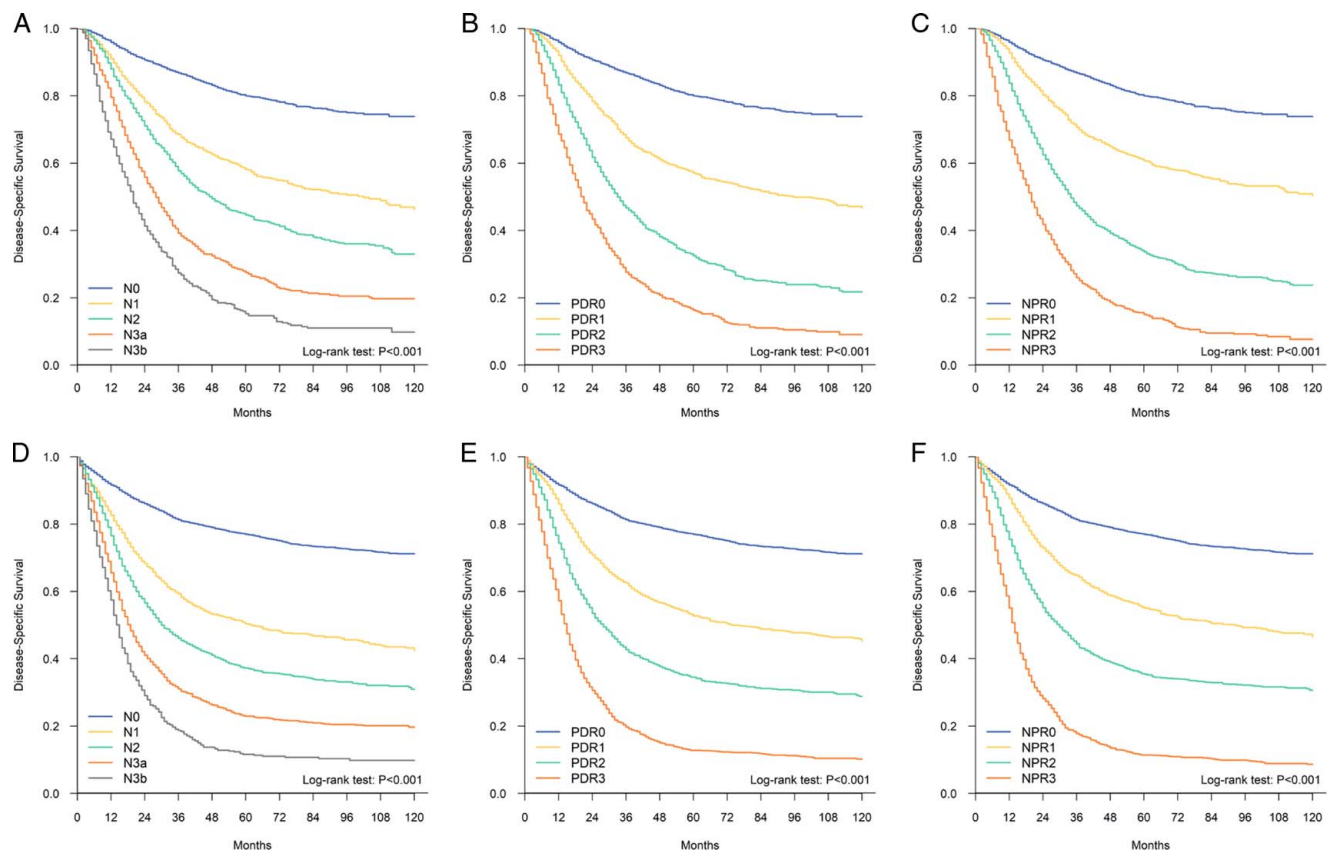 A
1.0
0.8
0.6
0.4
0.2
0.0
Disease-Specific Survival
N0
N1
N2
N3a
N3b
Log-rank test: P<0.001
0 12 24 36 48 60 72 84 96 108 120
Months
B
1.0
0.8
0.6
0.4
0.2
0.0
Disease-Specific Survival
PDR0
PDR1
PDR2
PDR3
Log-rank test: P<0.001
0 12 24 36 48 60 72 84 96 108 120
Months
C
1.0
0.8
0.6
0.4
0.2
0.0
Disease-Specific Survival
NPR0
NPR1
NPR2
NPR3
Log-rank test: P<0.001
0 12 24 36 48 60 72 84 96 108 120
Months
D
1.0
0.8
0.6
0.4
0.2
0.0
Disease-Specific Survival
N0
N1
N2
N3a
N3b
Log-rank test: P<0.001
0 12 24 36 48 60 72 84 96 108 120
Months
E
1.0
0.8
0.6
0.4
0.2
0.0
Disease-Specific Survival
PDR0
PDR1
PDR2
PDR3
Log-rank test: P<0.001
0 12 24 36 48 60 72 84 96 108 120
Months
F
1.0
0.8
0.6
0.4
0.2
0.0
Disease-Specific Survival
NPR0
NPR1
NPR2
NPR3
Log-rank test: P<0.001
0 12 24 36 48 60 72 84 96 108 120
Months